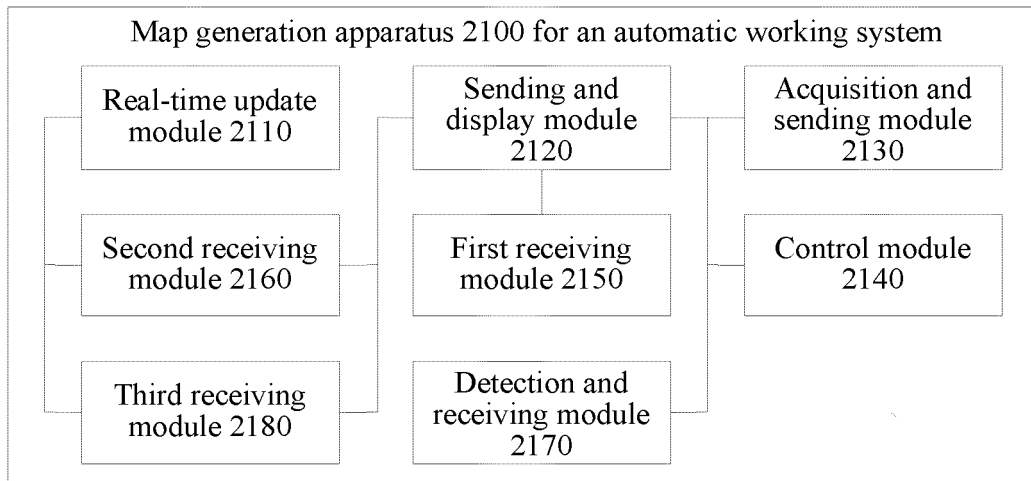 Map generation apparatus 2100 for an automatic working system
Real-time update
module 2110
Sending and
display module
2120
Acquisition and
sending module
2130
Second receiving
module 2160
First receiving
module 2150
Control module
2140
Third receiving
module 2180
Detection and
receiving module
2170